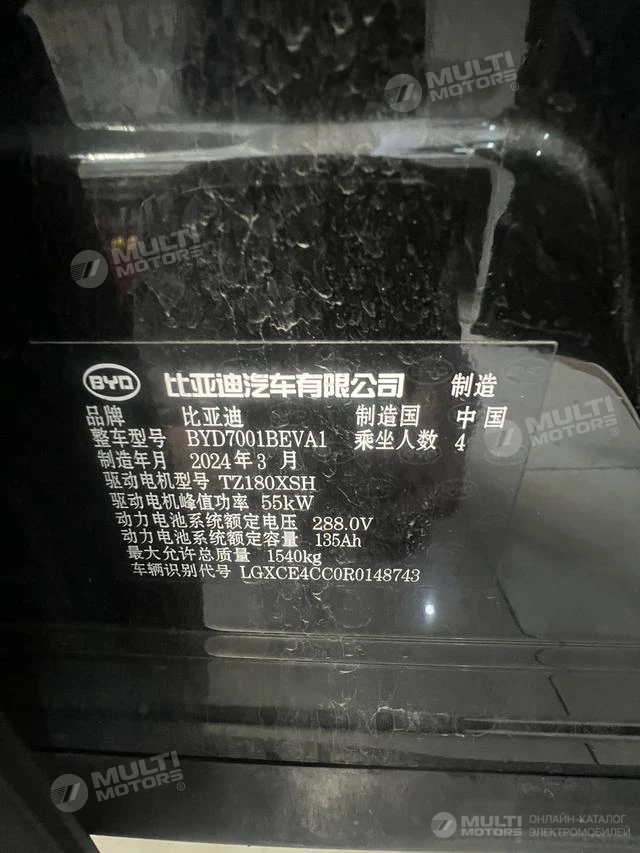 MULTI
MOTORS®
MULTI
MOTORS®
BYD 比亚迪汽车有限公司 制造
品牌 比亚迪 制造国 中国
整车型号 BYD7001BEVA1 乘坐人数 4
制造年月 2024年3月
驱动电机型号 TZ180XSH
驱动电机峰值功率 55kW
动力电池系统额定电压 288.0V
动力电池系统额定容量 135Ah
最大允许总质量 1540kg
车辆识别代号 LGXCE4CC0R0148743
MULTI
MOTORS®
MULTI
MOTORS®
ОНЛАЙН-КАТАЛОГ
ЭЛЕКТРОМОБИЛЕЙ